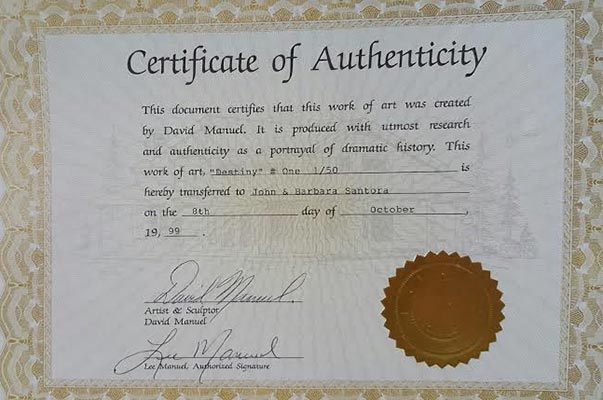 Certificate of Authenticity
This document certifies that this work of art was created
by David Manuel. It is produced with utmost research
and authenticity as a portrayal of dramatic history. This
work of art, "Destiny" # One 1/50 is
hereby transferred to John & Barbara Santora
on the 8th day of October,
19, 99.
David Manuel.
Artist & Sculptor
David Manuel
Lee Manuel
Lee Manuel, Authorized Signature